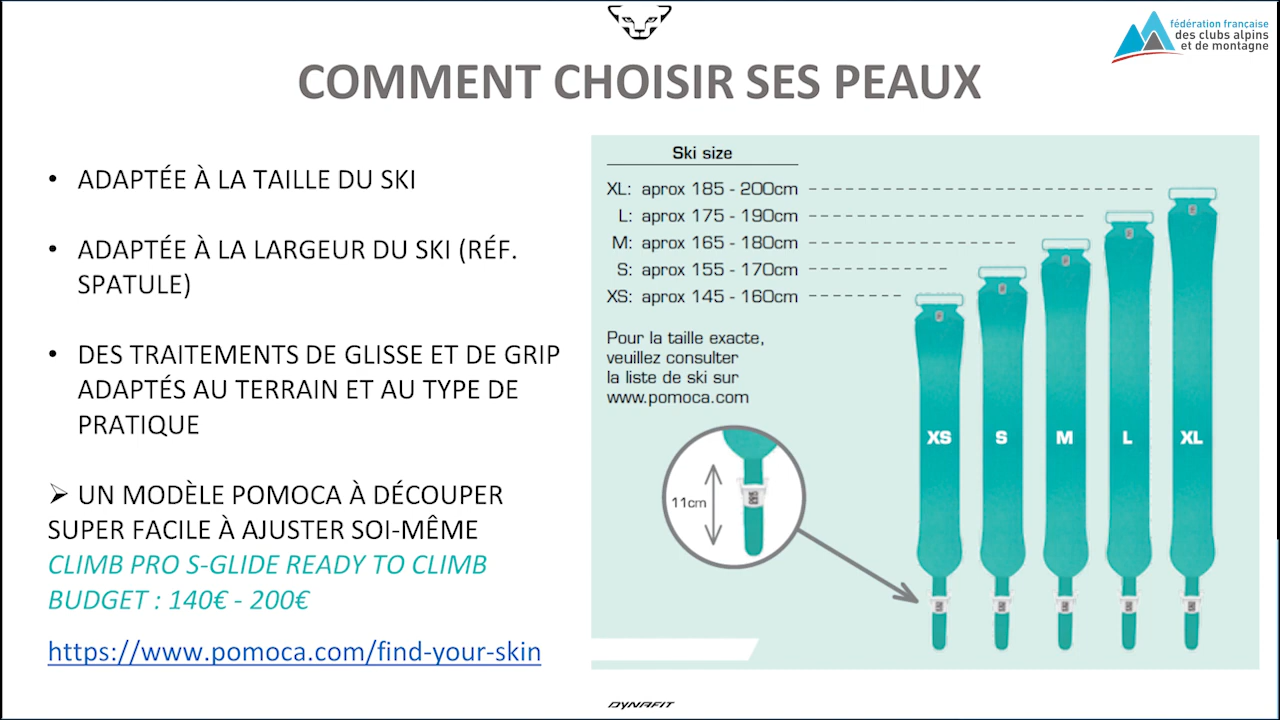 fédération française
des clubs alpins
et de montagne
COMMENT CHOISIR SES PEAUX
• ADAPTÉE À LA TAILLE DU SKI
• ADAPTÉE À LA LARGEUR DU SKI (RÉF.
SPATULE)
• DES TRAITEMENTS DE GLISSE ET DE GRIP
ADAPTÉS AU TERRAIN ET AU TYPE DE
PRATIQUE
➢ UN MODÈLE POMOCA À DÉCOUPER
SUPER FACILE À AJUSTER SOI-MÊME
CLIMB PRO S-GLIDE READY TO CLIMB
BUDGET : 140€ - 200€
https://www.pomoca.com/find-your-skin
Ski size
XL: aprox 185 - 200cm
L: aprox 175 - 190cm
M: aprox 165 - 180cm
S: aprox 155 - 170cm
XS: aprox 145 - 160cm
Pour la taille exacte,
veuillez consulter
la liste de ski sur
www.pomoca.com
11cm
XS S M L XL
DYNAFIT